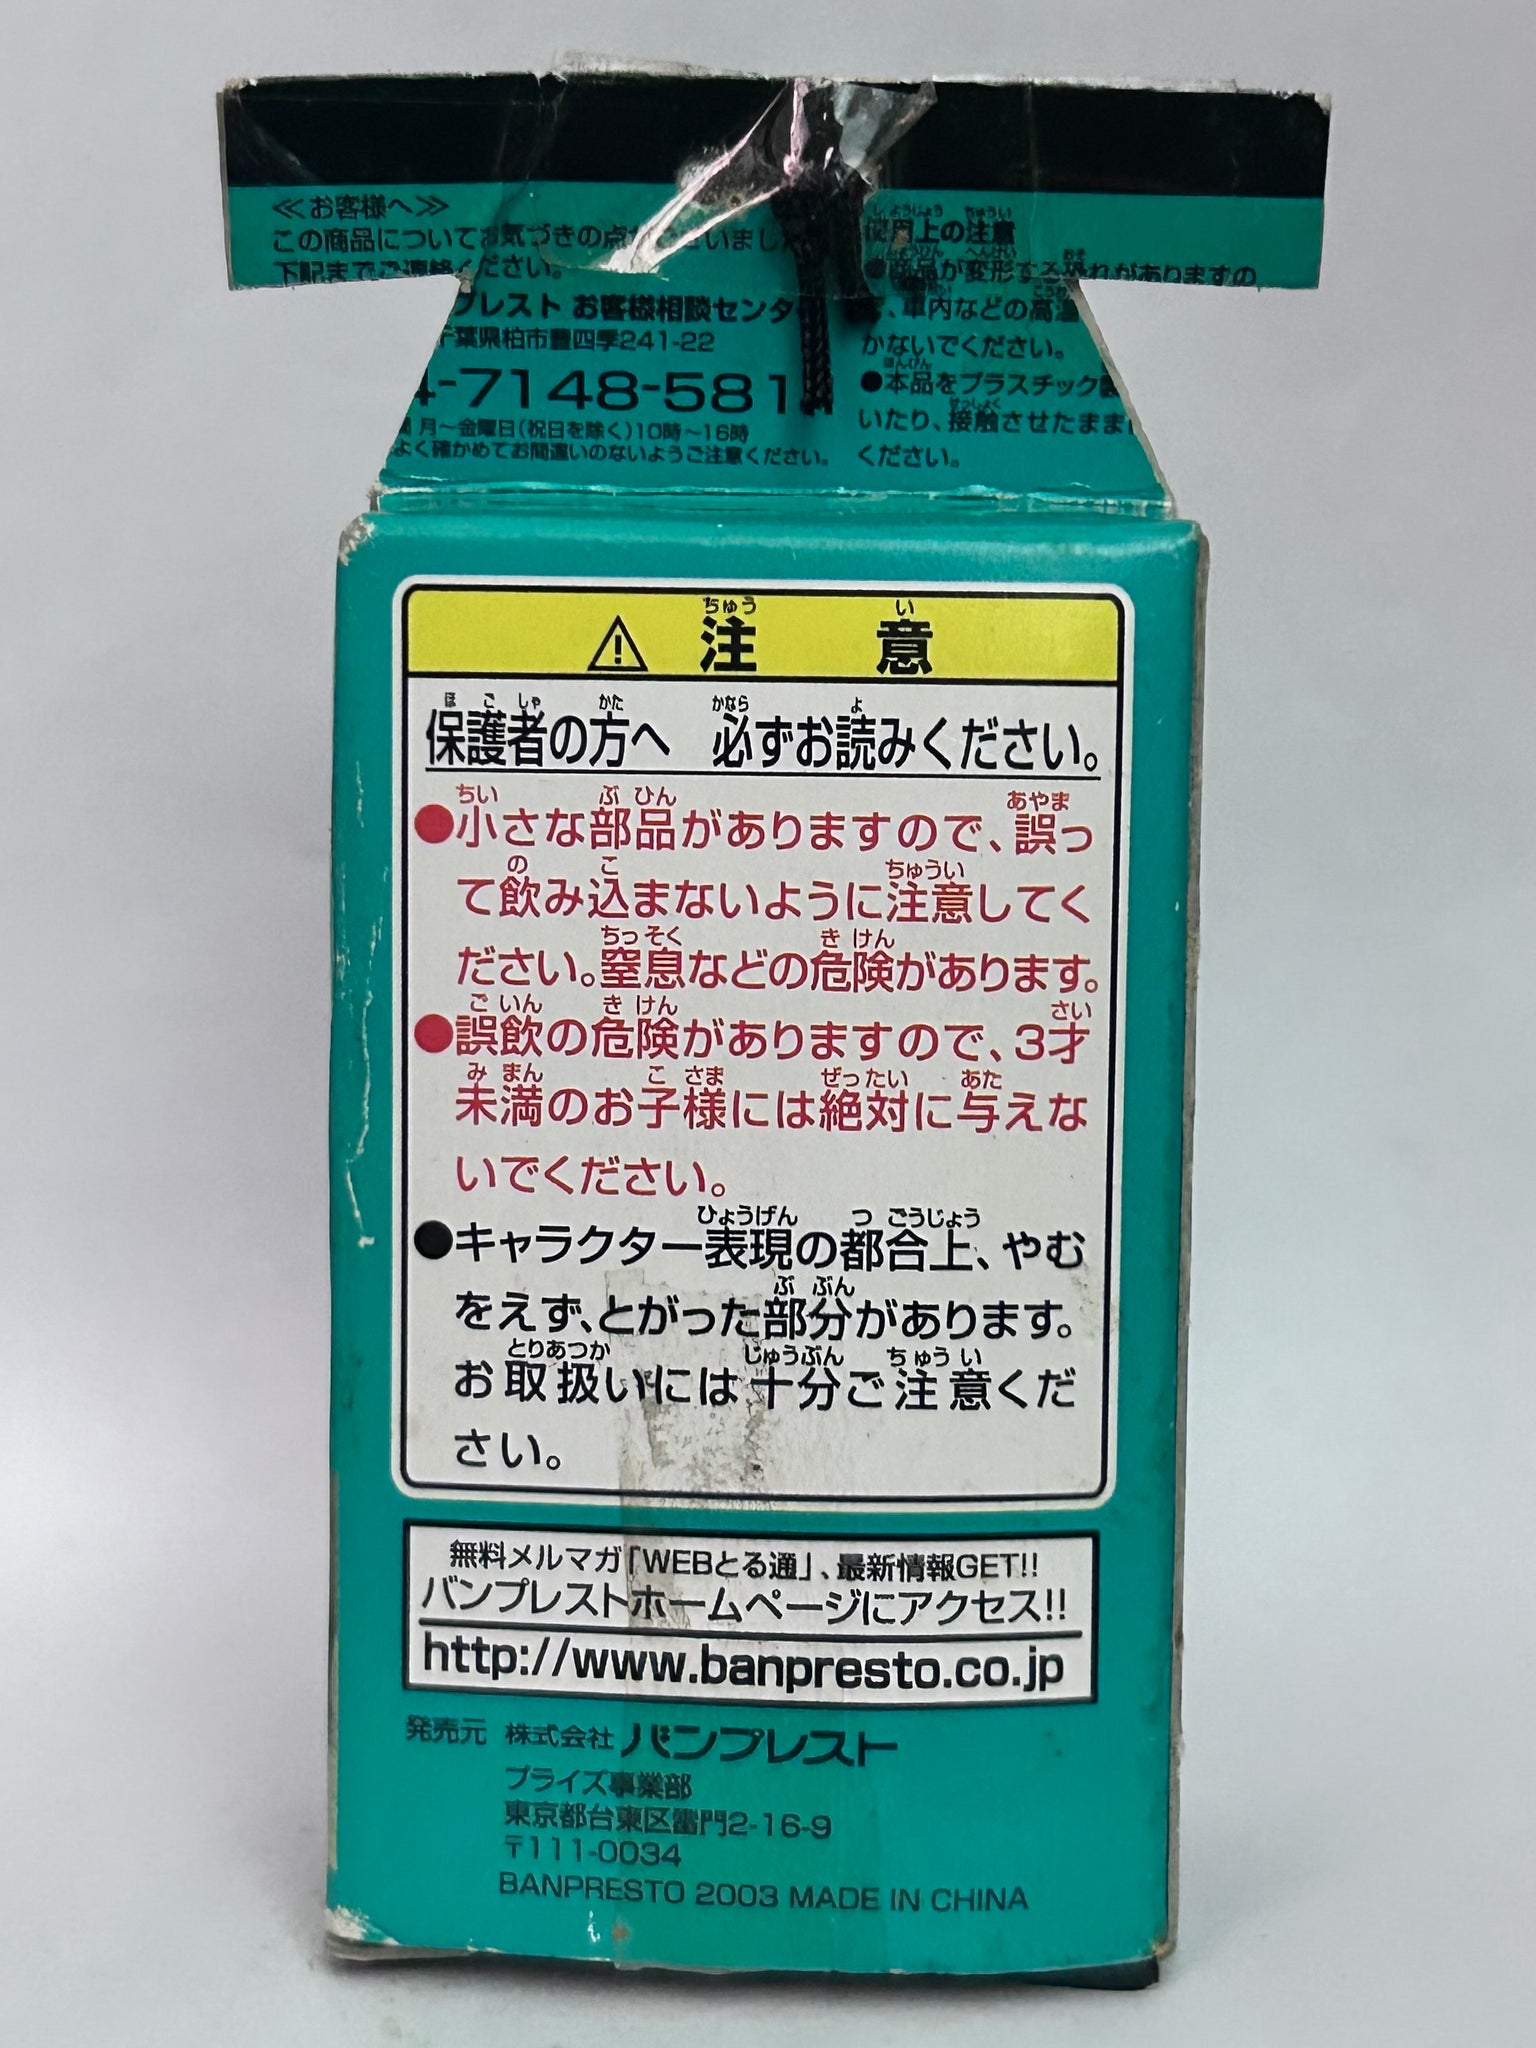 ≪お客様へ≫
この商品についてお気づきの点が
下記までご連絡ください。
プレスト お客様相談センター
千葉県柏市豊四季241-22
4-7148-581
月～金曜日(祝日を除く)10時～16時
よく確かめてお間違いのないようご注意ください。
使用上の注意
●商品が変形する恐れがありますの
、車内などの高温
かないでください。
●本品をプラスチック
いたり、接触させたまま
ください。
⚠ 注意
保護者の方へ 必ずお読みください。
●小さな部品がありますので、誤っ
て飲み込まないように注意してく
ださい。窒息などの危険があります。
●誤飲の危険がありますので、3才
未満のお子様には絶対に与えな
いでください。
●キャラクター表現の都合上、やむ
をえず、とがった部分があります。
お取扱いには十分ご注意くだ
さい。
無料メルマガ「WEBとる通」、最新情報GET!!
バンプレストホームページにアクセス!!
http://www.banpresto.co.jp
発売元 株式会社 バンプレスト
プライズ事業部
東京都台東区雷門2-16-9
〒111-0034
BANPRESTO 2003 MADE IN CHINA